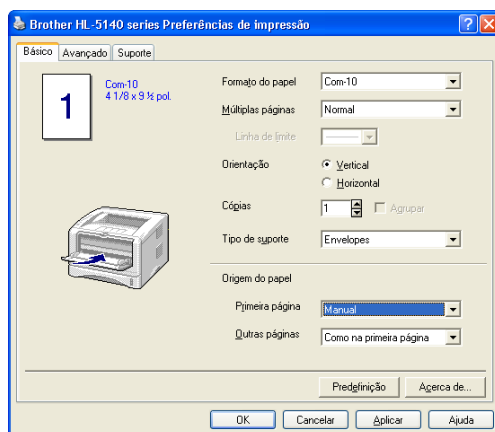 Brother HL-5140 series Preferências de impressão
Básico Avançado Suporte
1
Com-10
4 1/8 x 9 ½ pol.
Formato do papel Com-10
Múltiplas páginas Normal
Linha de limite
Orientação Vertical
Horizontal
Cópias 1 Agrupar
Tipo de suporte Envelopes
Origem do papel
Primeira página Manual
Outras páginas Como na primeira página
Predefinição Acerca de...
OK Cancelar Aplicar Ajuda